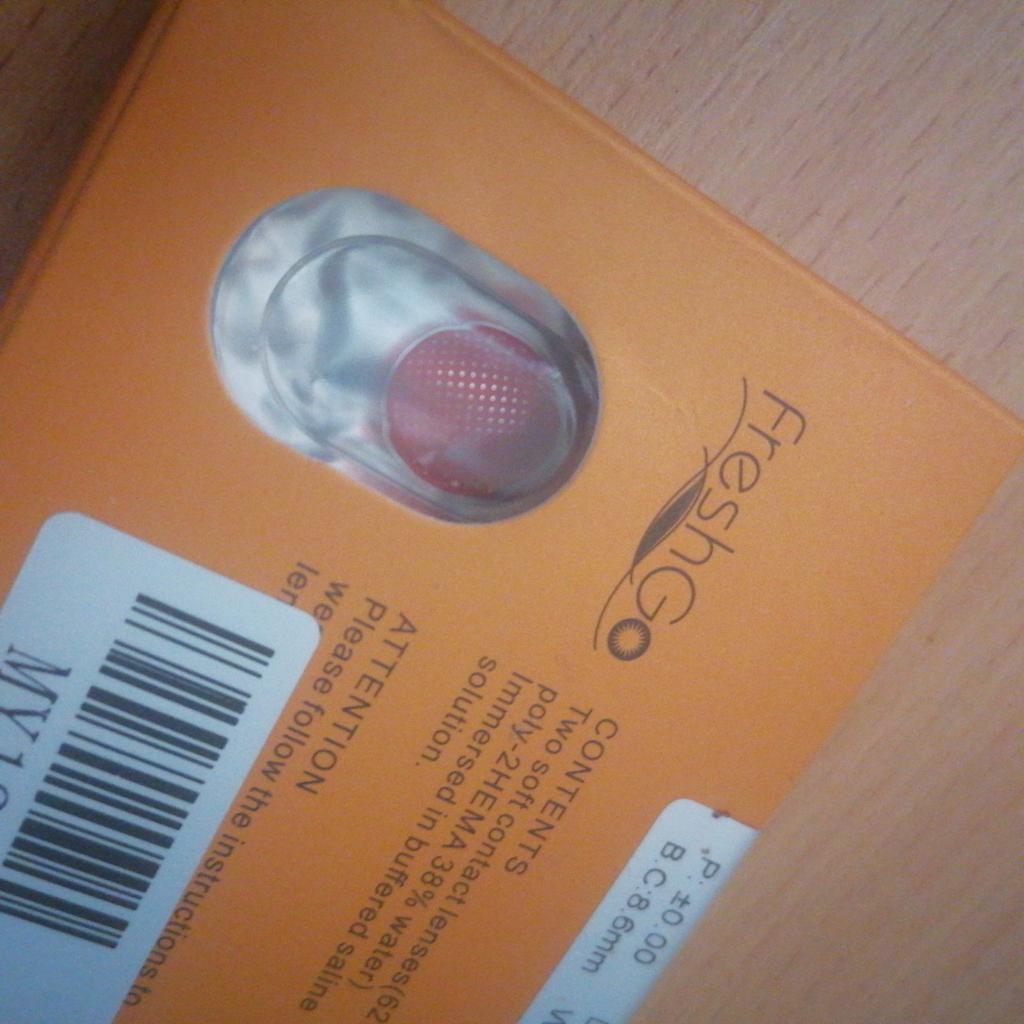 FreshGo
CONTENTS
Two soft contact lenses(62
poly-2HEMA 38% water)
Immersed in buffered saline
solution.
ATTENTION
Please follow the instructions to
P: ±0.00
B.C:8.6mm